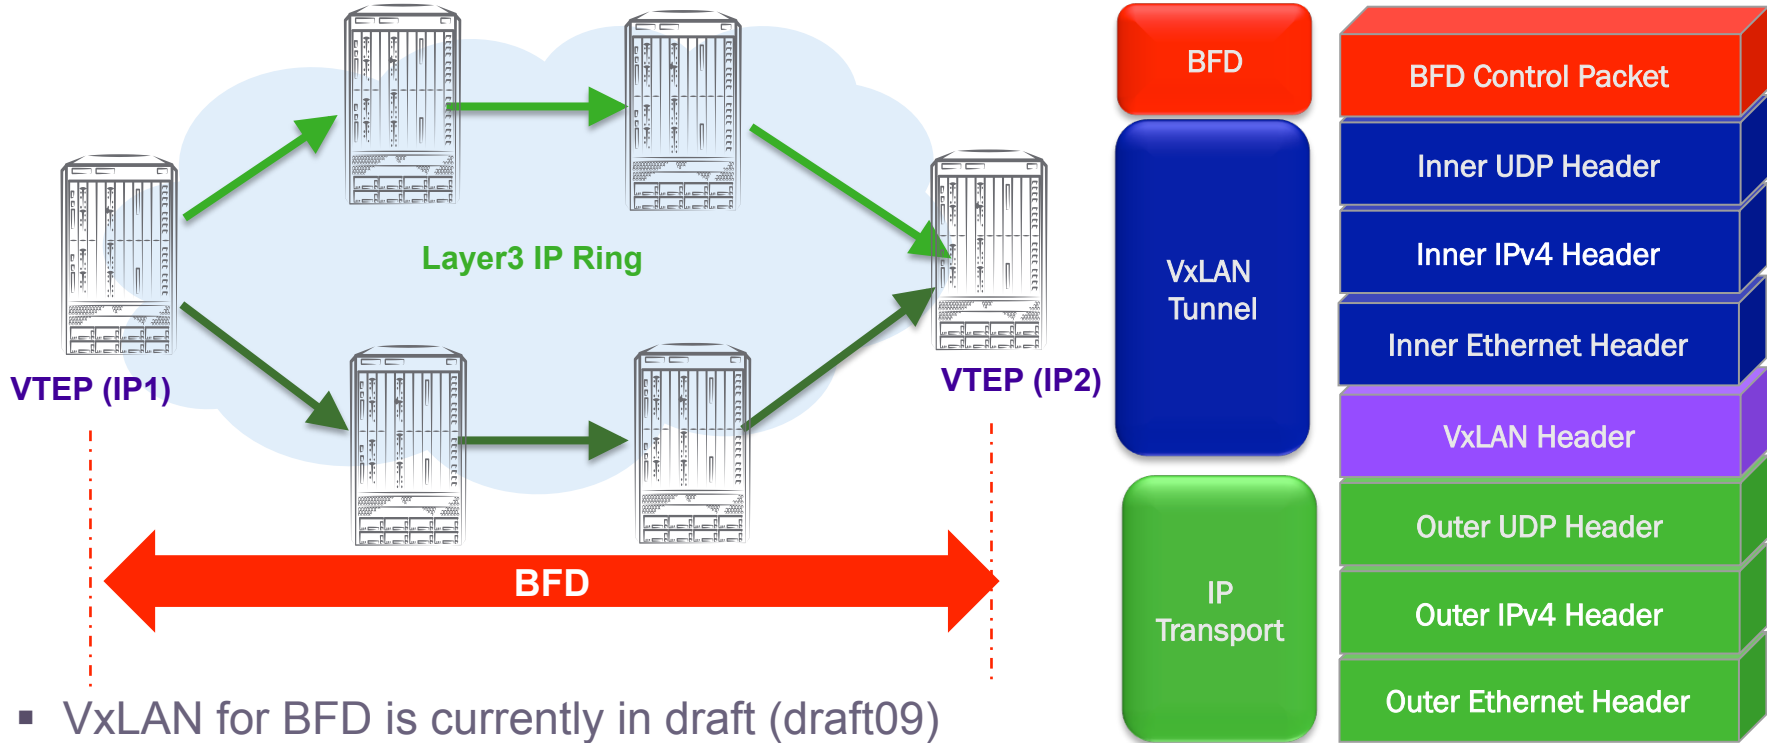 Layer3 IP Ring
VTEP (IP1)
VTEP (IP2)
BFD
▪ VxLAN for BFD is currently in draft (draft09)
BFD
VxLAN
Tunnel
IP
Transport
BFD Control Packet
Inner UDP Header
Inner IPv4 Header
Inner Ethernet Header
VxLAN Header
Outer UDP Header
Outer IPv4 Header
Outer Ethernet Header